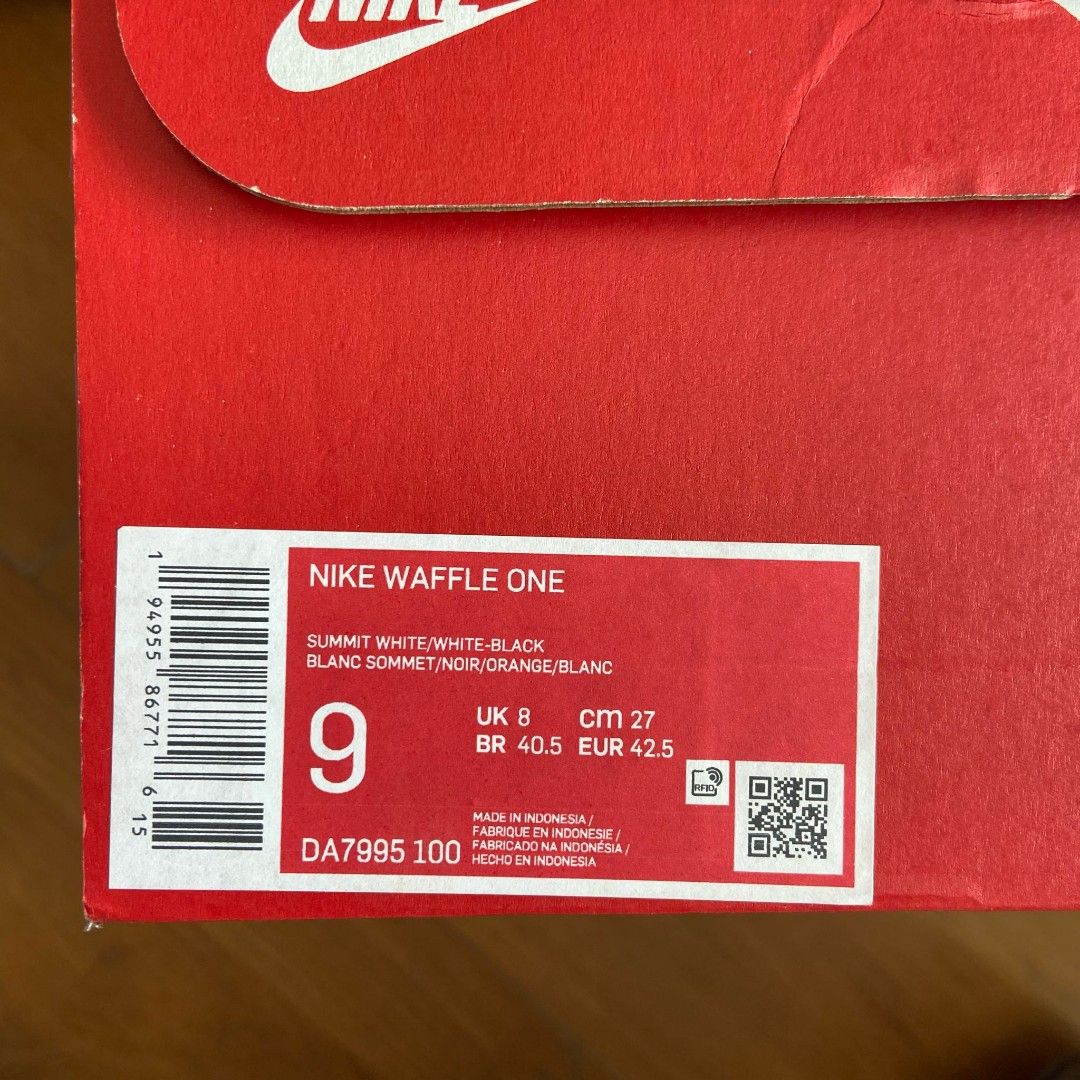 NIKE
NIKE WAFFLE ONE
SUMMIT WHITE/WHITE-BLACK
BLANC SOMMET/NOIR/ORANGE/BLANC
9
UK 8 cm 27
BR 40.5 EUR 42.5
RFID
DA7995 100
MADE IN INDONESIA /
FABRIQUE EN INDONESIE /
FABRICADO NA INDONÉSIA /
HECHO EN INDONESIA
1 94955 86771 6 15